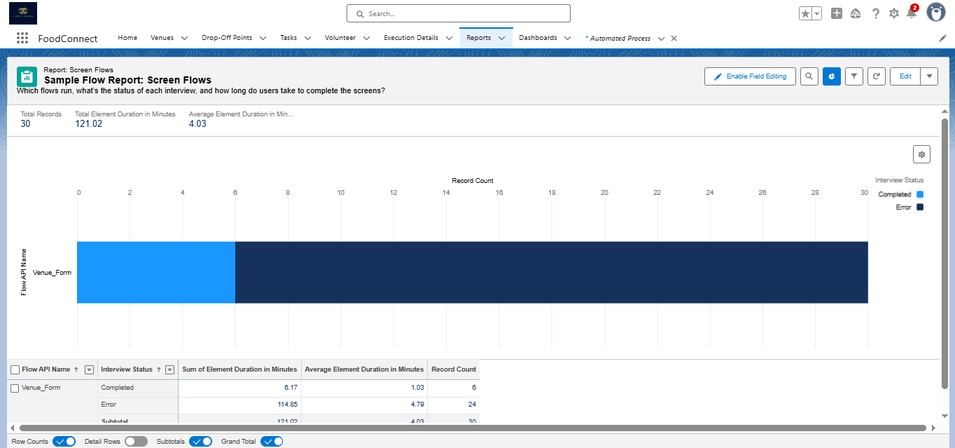 Search...
2
FoodConnect
Home Venues Drop-Off Points Tasks Volunteer Execution Details Reports Dashboards * Automated Process
Report: Screen Flows
Sample Flow Report: Screen Flows
Which flows run, what's the status of each interview, and how long do users take to complete the screens?
Enable Field Editing Edit
Total Records Total Element Duration in Minutes Average Element Duration in Min...
30 121.02 4.03
Record Count
0 2 4 6 8 10 12 14 16 18 20 22 24 26 28 30
Interview Status
Completed
Error
Flow API Name
Venue_Form
Flow API Name ↑ Interview Status ↑ Sum of Element Duration in Minutes Average Element Duration in Minutes Record Count
Venue_Form Completed 6.17 1.03 6
Error 114.85 4.79 24
Subtotal 121.02 4.03 30
Row Counts Detail Rows Subtotals Grand Total